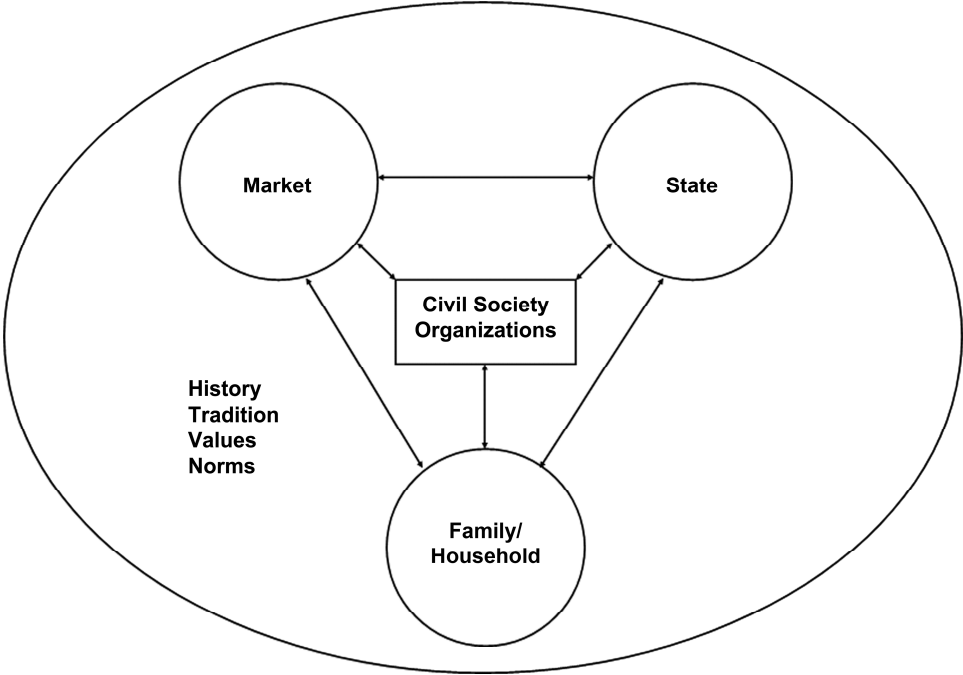 Market
State
Civil Society
Organizations
History
Tradition
Values
Norms
Family/
Household